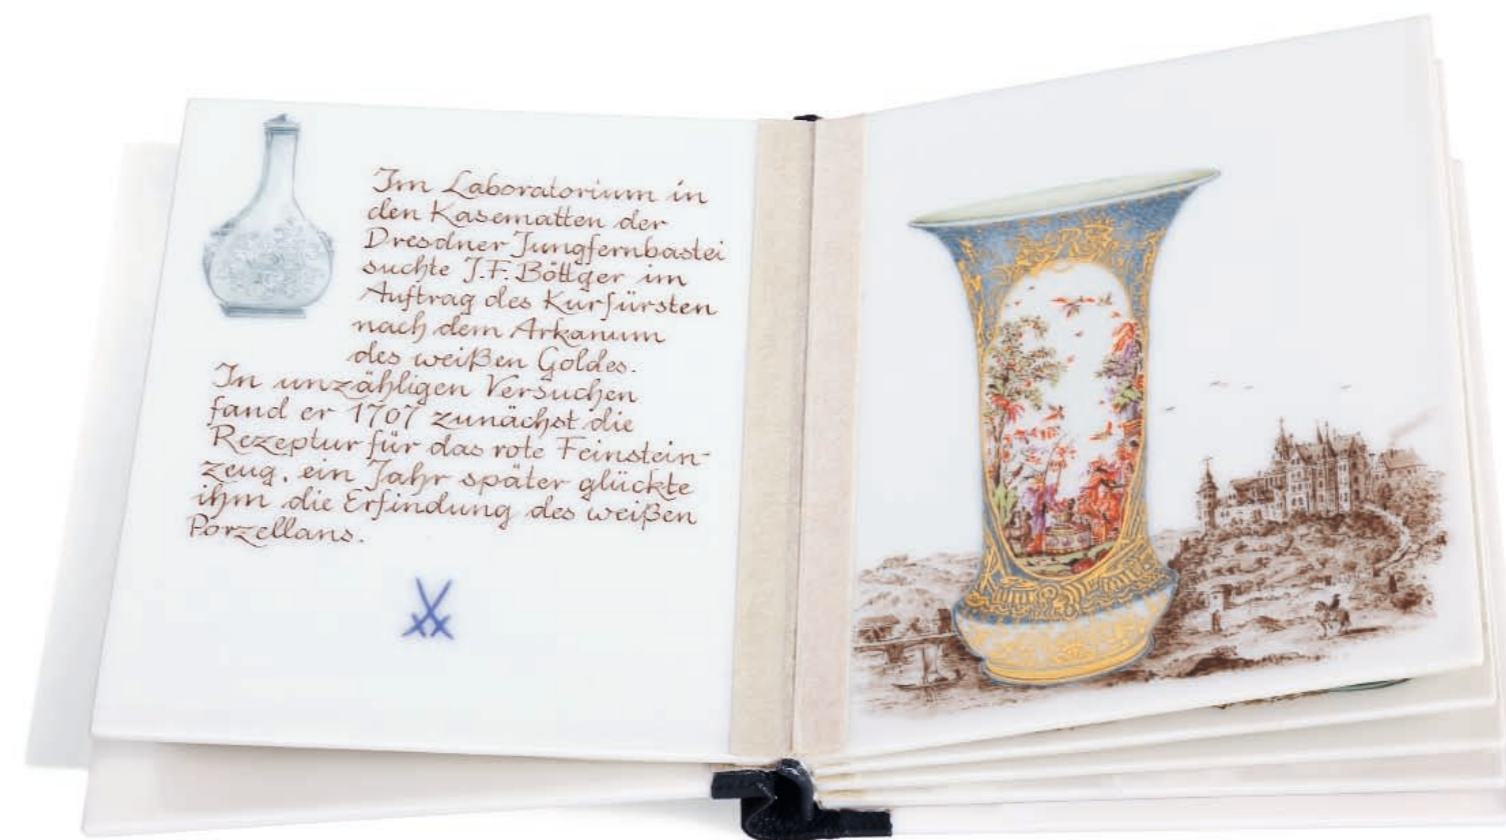 Im Laboratorium in
den Kasematten der
Dresdner Jungfernbastei
suchte J.F. Böttger im
Auftrag des Kurfürsten
nach dem Arkanum
des weißen Goldes.
In unzähligen Versuchen
fand er 1707 zunächst die
Rezeptur für das rote Feinstein-
zeug, ein Jahr später glückte
ihm die Erfindung des weißen
Porzellans.